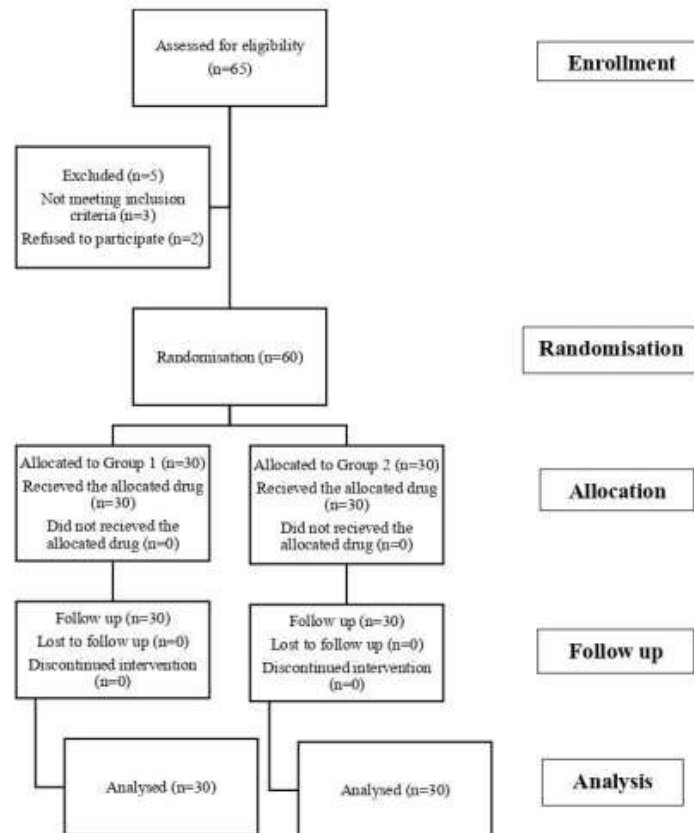 Assessed for eligibility
(n=65)
Enrollment
Excluded (n=5)
Not meeting inclusion
criteria (n=3)
Refused to participate (n=2)
Randomisation (n=60)
Randomisation
Allocated to Group 1 (n=30)
Recieved the allocated drug
(n=30)
Did not recieved the
allocated drug (n=0)
Allocated to Group 2 (n=30)
Recieved the allocated drug
(n=30)
Did not recieved the
allocated drug (n=0)
Allocation
Follow up (n=30)
Lost to follow up (n=0)
Discontinued intervention
(n=0)
Follow up (n=30)
Lost to follow up (n=0)
Discontinued intervention
(n=0)
Follow up
Analysed (n=30)
Analysed (n=30)
Analysis